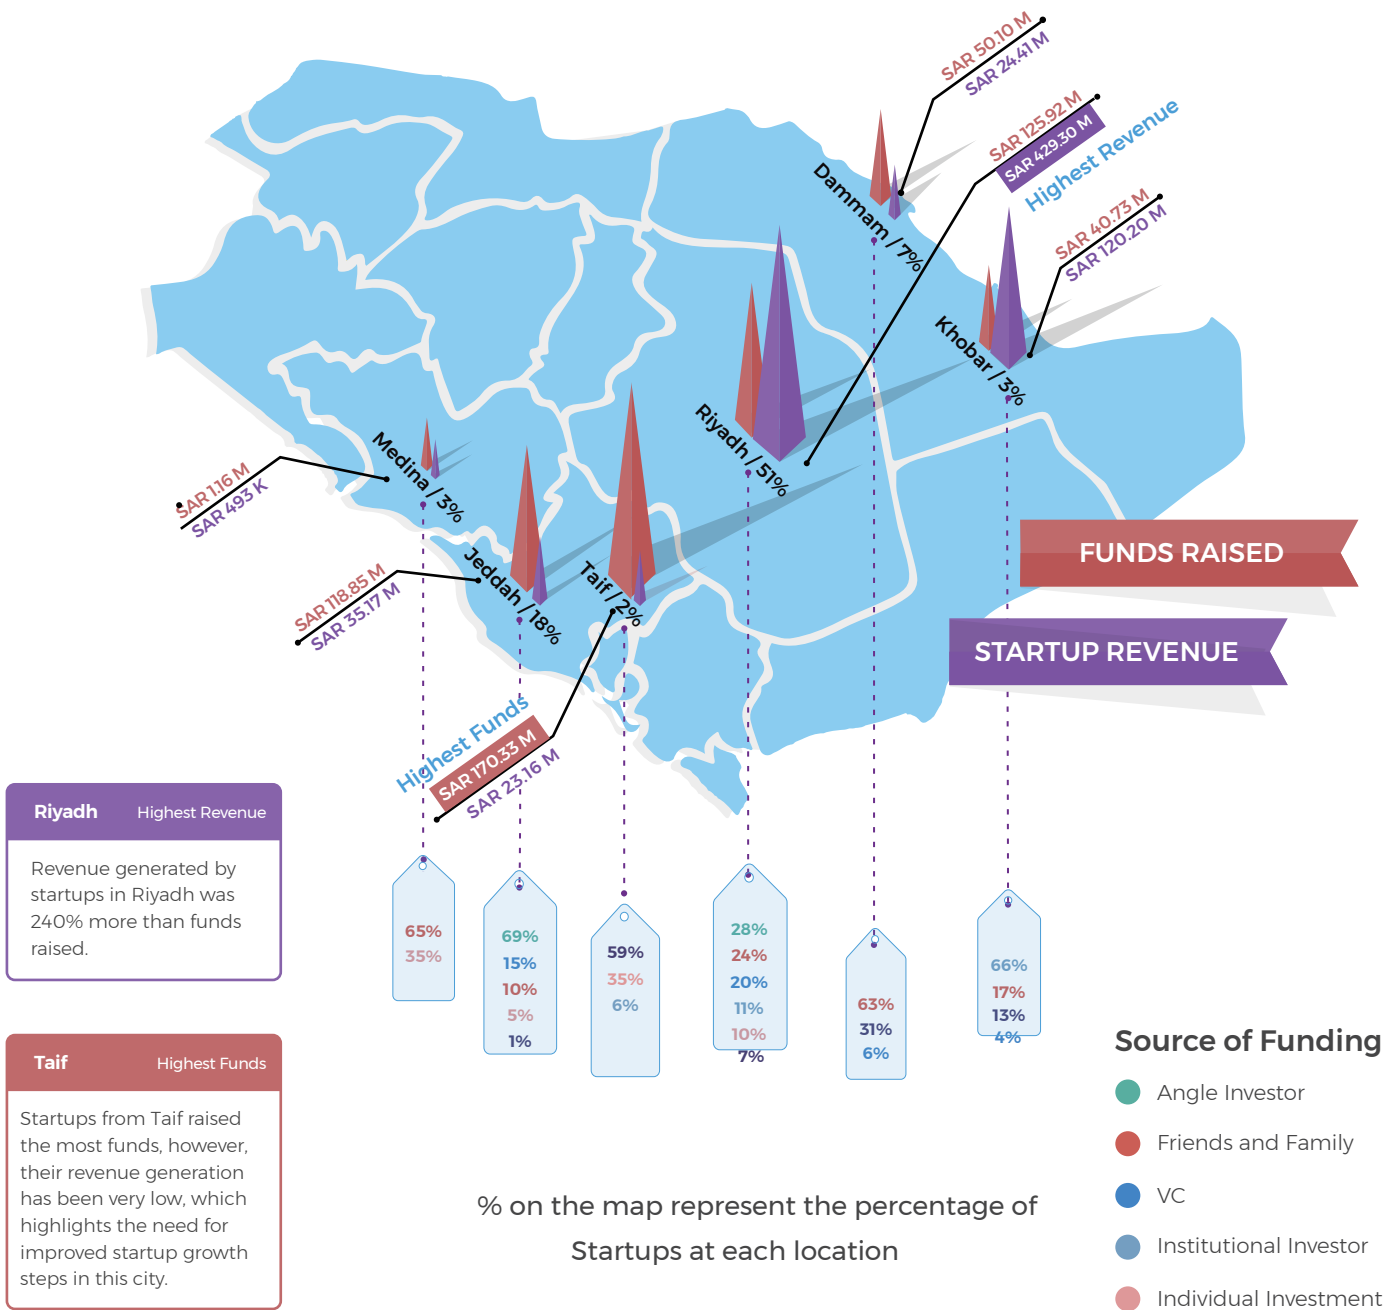 SAR 50.10 M
SAR 24.41 M
SAR 125.92 M
SAR 429.30 M
Highest Revenue
SAR 40.73 M
SAR 120.20 M
Dammam / 7%
Khobar / 3%
Riyadh / 51%
Medina / 3%
SAR 1.16 M
SAR 493 K
Jeddah / 18%
SAR 118.85 M
SAR 35.17 M
Taif / 2%
Highest Funds
SAR 170.33 M
SAR 23.16 M
FUNDS RAISED
STARTUP REVENUE
Riyadh Highest Revenue
Revenue generated by
startups in Riyadh was
240% more than funds
raised.
Taif Highest Funds
Startups from Taif raised
the most funds, however,
their revenue generation
has been very low, which
highlights the need for
improved startup growth
steps in this city.
65%
35%
69%
15%
10%
5%
1%
59%
35%
6%
28%
24%
20%
11%
10%
7%
63%
31%
6%
66%
17%
13%
4%
% on the map represent the percentage of
Startups at each location
Source of Funding
Angle Investor
Friends and Family
VC
Institutional Investor
Individual Investment